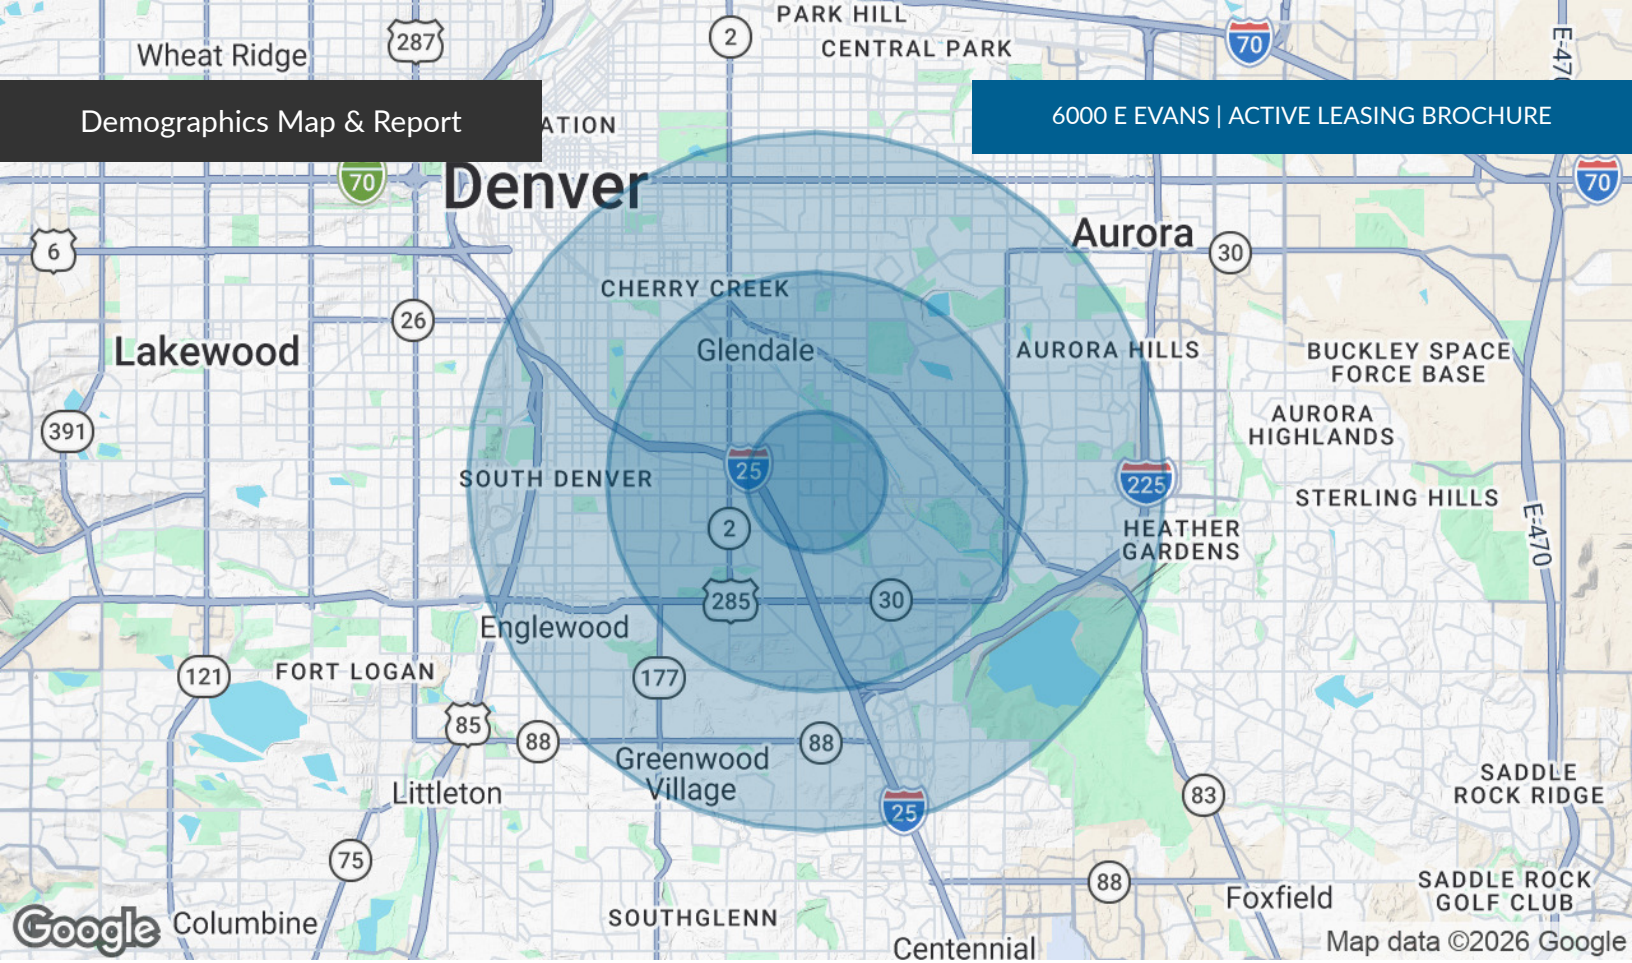 PARK HILL
287
2
70
Wheat Ridge
CENTRAL PARK
E-470
Demographics Map & Report
6000 E EVANS | ACTIVE LEASING BROCHURE
ATION
70
Denver
70
Aurora
6
30
CHERRY CREEK
26
Lakewood
Glendale
AURORA HILLS
BUCKLEY SPACE
FORCE BASE
391
AURORA
HIGHLANDS
25
SOUTH DENVER
225
STERLING HILLS
2
HEATHER
GARDENS
E-470
285
30
Englewood
121
FORT LOGAN
177
85
88
88
Greenwood
Village
Littleton
SADDLE
ROCK RIDGE
83
25
75
88
SADDLE ROCK
GOLF CLUB
Foxfield
Google
Columbine
SOUTHGLENN
Centennial
Map data ©2026 Google